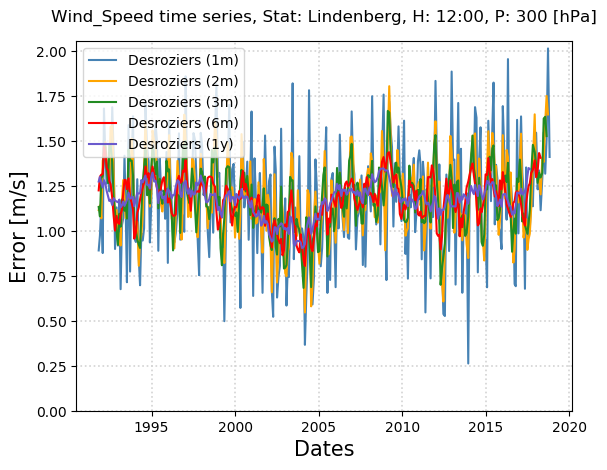 Wind_Speed time series, Stat: Lindenberg, H: 12:00, P: 300 [hPa]
Desroziers (1m)
Desroziers (2m)
Desroziers (3m)
Desroziers (6m)
Desroziers (1y)
Error [m/s]
2.00
1.75
1.50
1.25
1.00
0.75
0.50
0.25
0.00
1995 2000 2005 2010 2015 2020
Dates